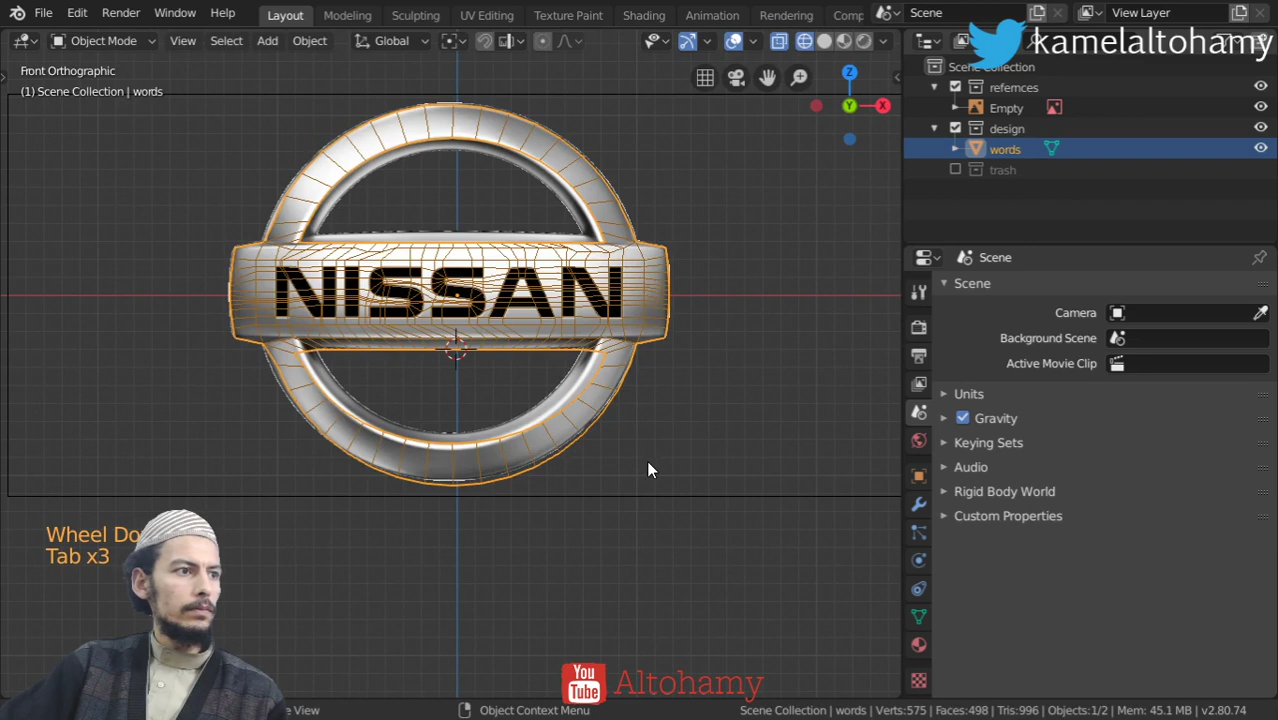 File Edit Render Window Help Layout Modeling Sculpting UV Editing Texture Paint Shading Animation Rendering Comp Scene View Layer
Object Mode View Select Add Object Global
kamelaltohamy
Front Orthographic
(1) Scene Collection | words
Scene Collection
refemces
Empty
design
words
trash
NISSAN
Scene
Scene
Camera
Background Scene
Active Movie Clip
Units
Gravity
Keying Sets
Audio
Rigid Body World
Custom Properties
Wheel Do
Tab x3
You Tube Altohamy
e View Object Context Menu Scene Collection | words | Verts:575 | Faces:498 | Tris:996 | Objects:1/2 | Mem: 45.1 MB | v2.80.74